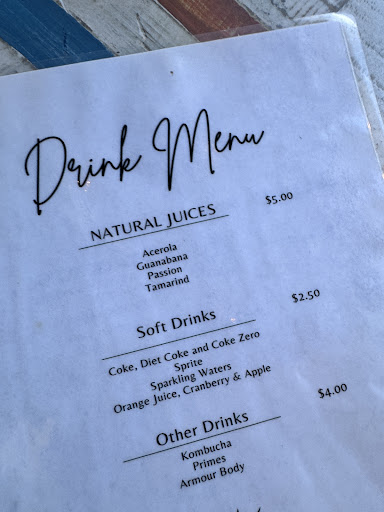 Drink Menu
NATURAL JUICES $5.00
Acerola
Guanabana
Passion
Tamarind
Soft Drinks $2.50
Coke, Diet Coke and Coke Zero
Sprite
Sparkling Waters
Orange Juice, Cranberry & Apple
Other Drinks $4.00
Kombucha
Primes
Armour Body